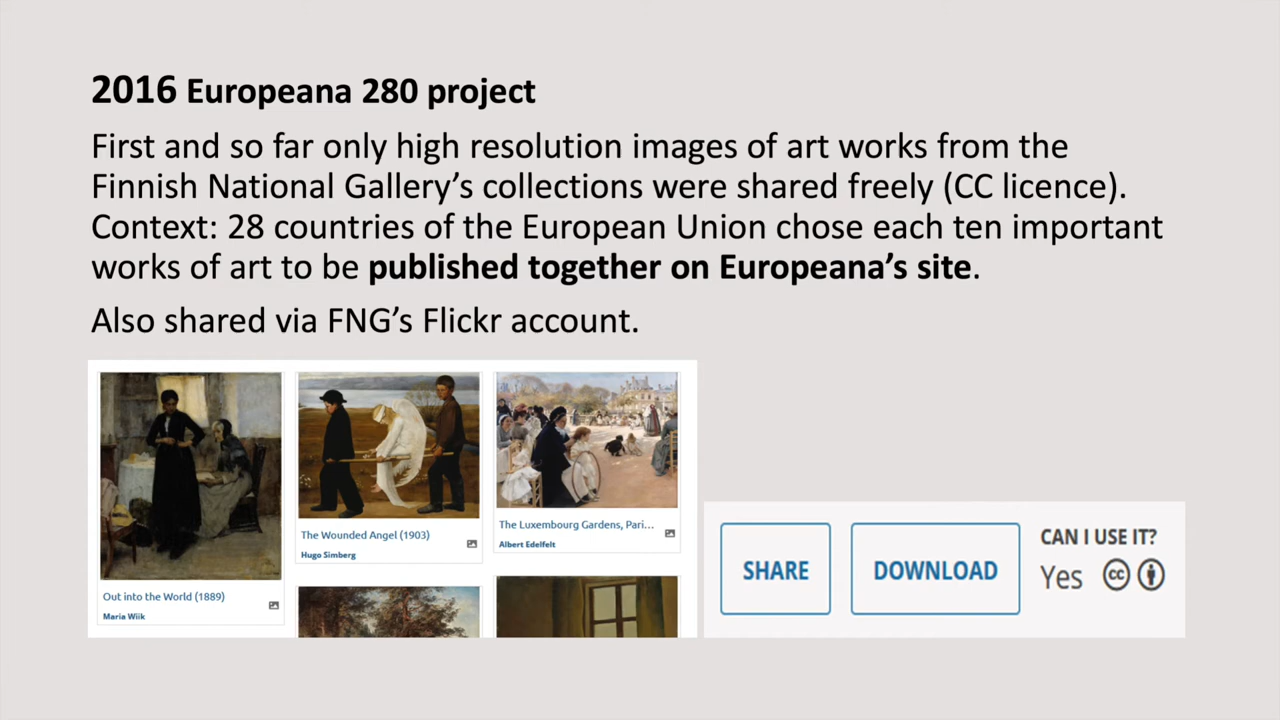 2016 Europeana 280 project
First and so far only high resolution images of art works from the
Finnish National Gallery’s collections were shared freely (CC licence).
Context: 28 countries of the European Union chose each ten important
works of art to be published together on Europeana’s site.
Also shared via FNG’s Flickr account.
Out into the World (1889)
Maria Wiik
The Wounded Angel (1903)
Hugo Simberg
The Luxembourg Gardens, Pari...
Albert Edelfelt
SHARE
DOWNLOAD
CAN I USE IT?
Yes cc